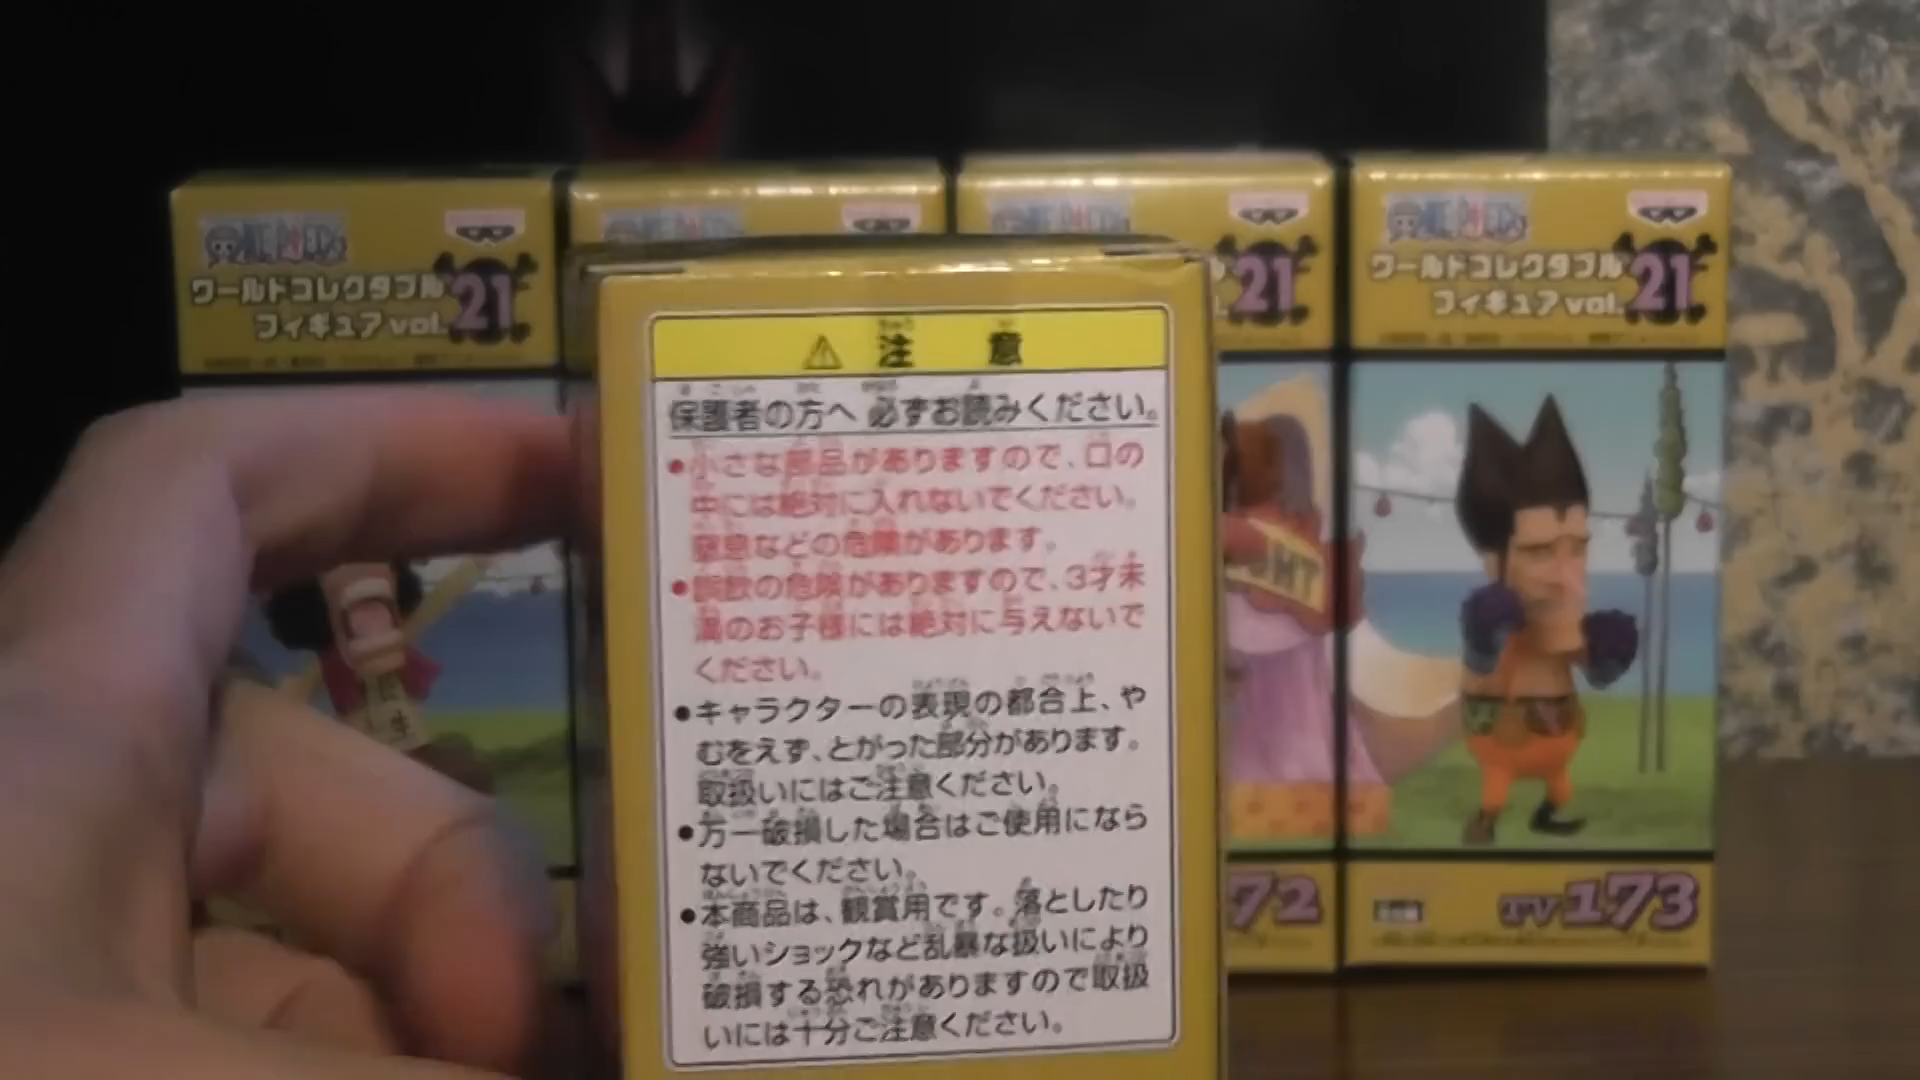 ONE PIECE
ワールドコレクタブル
フィギュア vol. 21
21
ONE PIECE
ワールドコレクタブル
フィギュア vol. 21
⚠ 注 意
保護者の方へ 必ずお読みください。
●小さな部品がありますので、口の
中には絶対に入れないでください。
窒息などの危険があります。
●誤飲の危険がありますので、3才未
満のお子様には絶対に与えないで
ください。
●キャラクターの表現の都合上、や
むをえず、とがった部分があります。
取扱いにはご注意ください。
●万一破損した場合はご使用になら
ないでください。
●本商品は、観賞用です。落としたり
強いショックなど乱暴な扱いにより
破損する恐れがありますので取扱
いには十分ご注意ください。
72
TV173